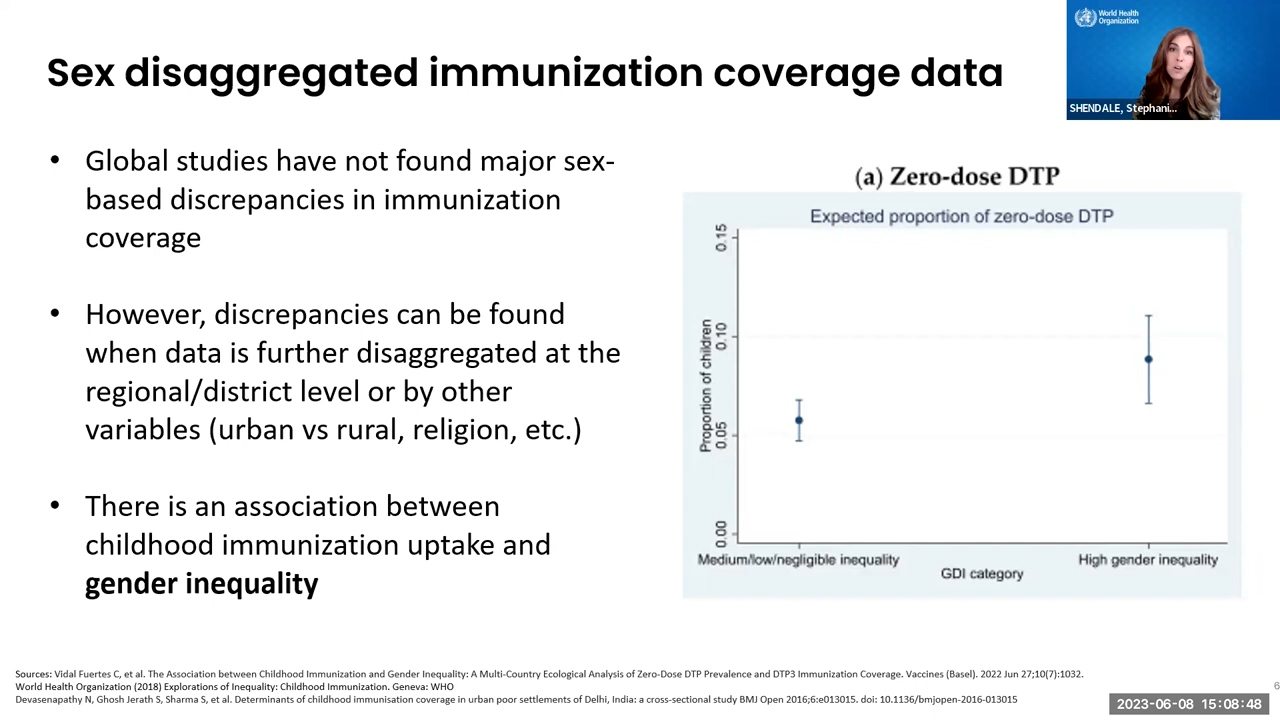 Sex disaggregated immunization coverage data
World Health
Organization
SHENDALE, Stephani...
• Global studies have not found major sex-
based discrepancies in immunization
coverage
• However, discrepancies can be found
when data is further disaggregated at the
regional/district level or by other
variables (urban vs rural, religion, etc.)
• There is an association between
childhood immunization uptake and
gender inequality
(a) Zero-dose DTP
Expected proportion of zero-dose DTP
Proportion of children
0.15
0.10
0.05
0.00
Medium/low/negligible inequality
High gender inequality
GDI category
Sources: Vidal Fuertes C, et al. The Association between Childhood Immunization and Gender Inequality: A Multi-Country Ecological Analysis of Zero-Dose DTP Prevalence and DTP3 Immunization Coverage. Vaccines (Basel). 2022 Jun 27;10(7):1032.
World Health Organization (2018) Explorations of Inequality: Childhood Immunization. Geneva: WHO
Devasenapathy N, Ghosh Jerath S, Sharma S, et al. Determinants of childhood immunisation coverage in urban poor settlements of Delhi, India: a cross-sectional study BMJ Open 2016;6:e013015. doi: 10.1136/bmjopen-2016-013015
6
2023-06-08 15:08:48